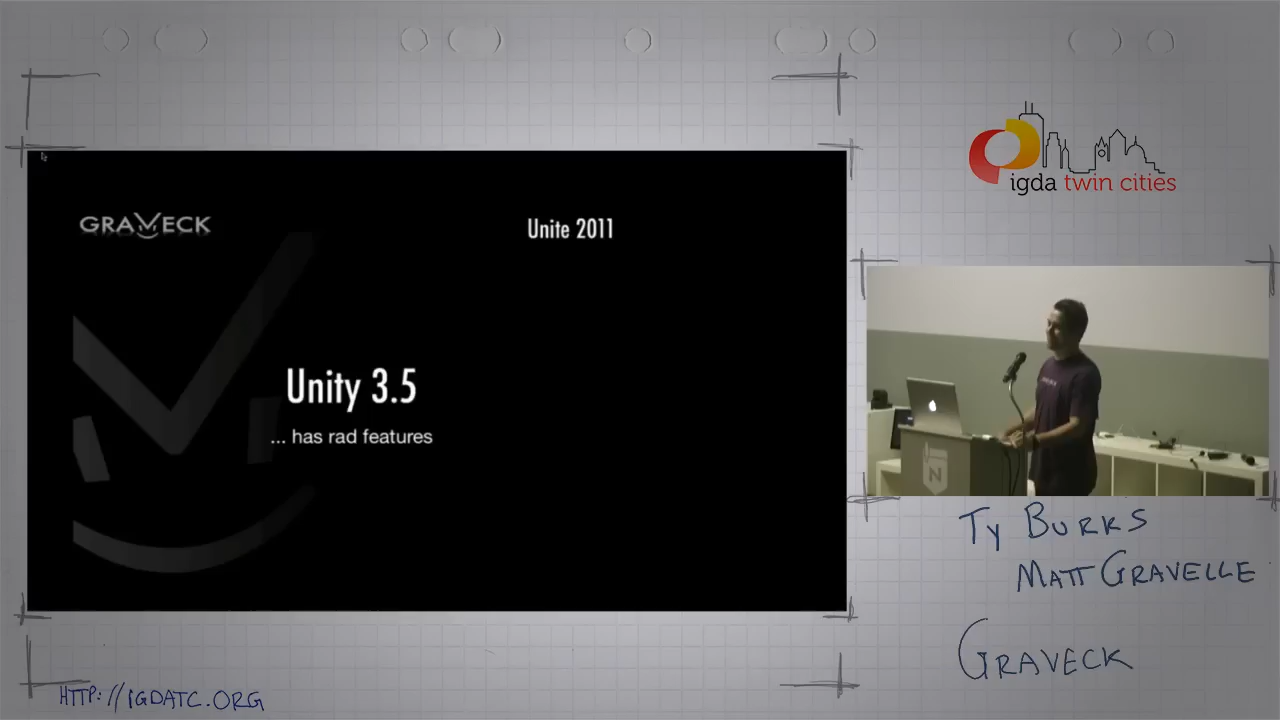 GRAVECK
Unite 2011
Unity 3.5
... has rad features
igda twin cities
N
Ty Burks
Matt Gravelle
Graveck
HTTP://IGDATC.ORG